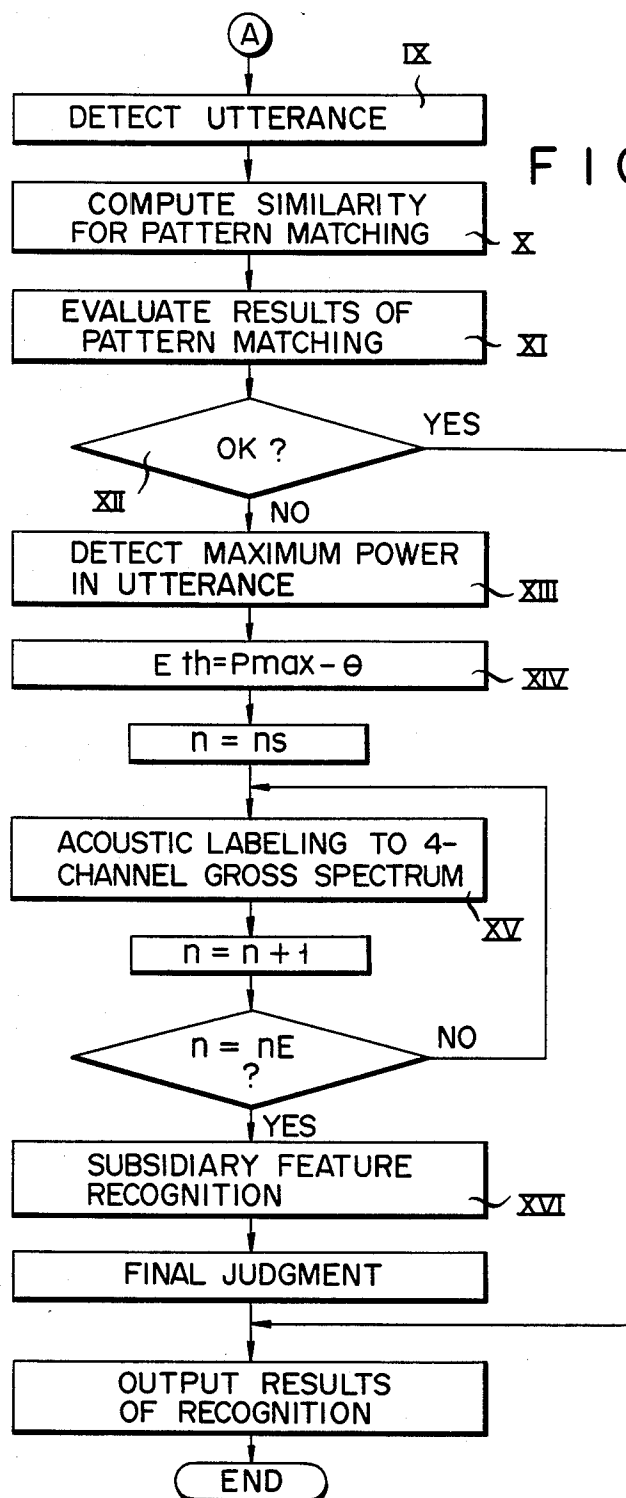 A
IX
DETECT UTTERANCE
FIG
COMPUTE SIMILARITY
FOR PATTERN MATCHING
X
EVALUATE RESULTS OF
PATTERN MATCHING
XI
YES
OK ?
XII
NO
DETECT MAXIMUM POWER
IN UTTERANCE
XIII
Eth=Pmax-θ
XIV
n = ns
ACOUSTIC LABELING TO 4-
CHANNEL GROSS SPECTRUM
XV
n = n + 1
n = nE
?
NO
YES
SUBSIDIARY FEATURE
RECOGNITION
XVI
FINAL JUDGMENT
OUTPUT RESULTS
OF RECOGNITION
END